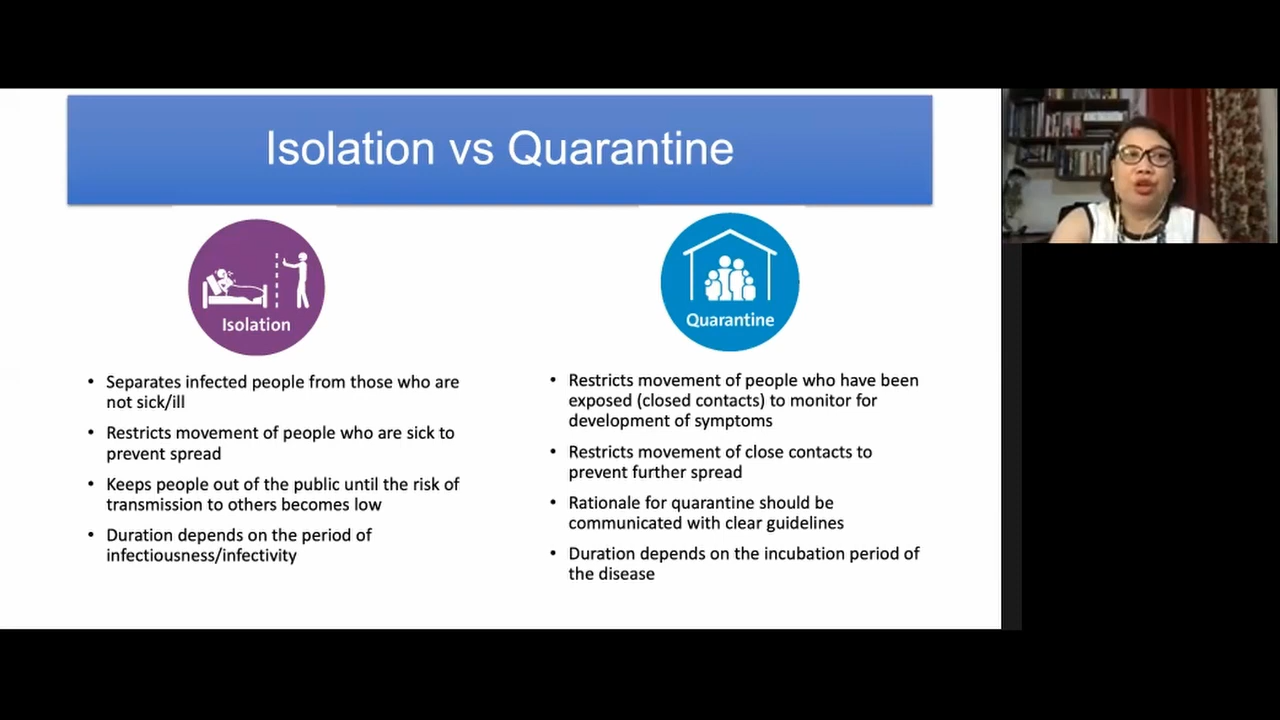 Isolation vs Quarantine
Isolation
• Separates infected people from those who are
not sick/ill
• Restricts movement of people who are sick to
prevent spread
• Keeps people out of the public until the risk of
transmission to others becomes low
• Duration depends on the period of
infectiousness/infectivity
Quarantine
• Restricts movement of people who have been
exposed (closed contacts) to monitor for
development of symptoms
• Restricts movement of close contacts to
prevent further spread
• Rationale for quarantine should be
communicated with clear guidelines
• Duration depends on the incubation period of
the disease